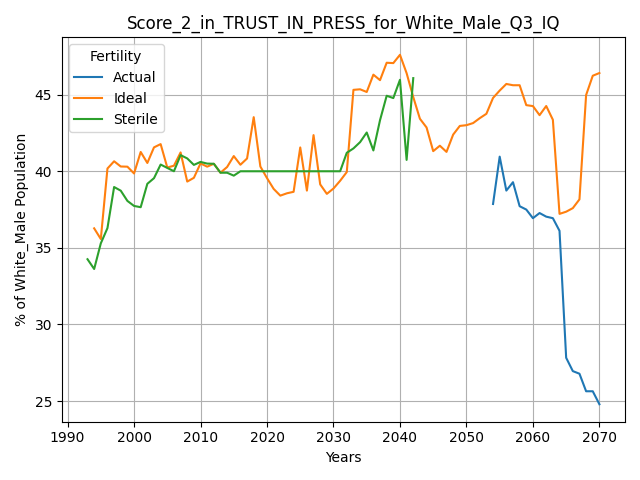 Score_2_in_TRUST_IN_PRESS_for_White_Male_Q3_IQ
Fertility
Actual
Ideal
Sterile
% of White_Male Population
45
40
35
30
25
1990 2000 2010 2020 2030 2040 2050 2060 2070
Years